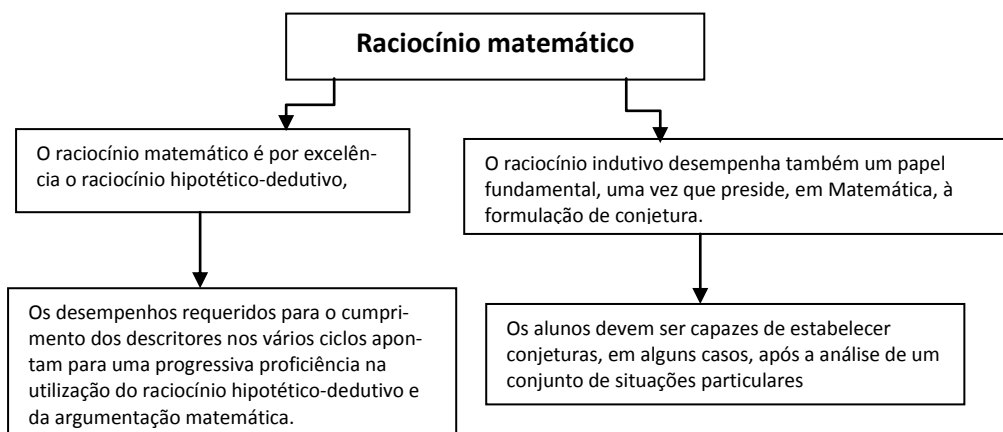 Raciocínio matemático
O raciocínio matemático é por excelên-
cia o raciocínio hipotético-dedutivo,
O raciocínio indutivo desempenha também um papel
fundamental, uma vez que preside, em Matemática, à
formulação de conjetura.
Os desempenhos requeridos para o cumpri-
mento dos descritores nos vários ciclos apon-
tam para uma progressiva proficiência na
utilização do raciocínio hipotético-dedutivo e
da argumentação matemática.
Os alunos devem ser capazes de estabelecer
conjeturas, em alguns casos, após a análise de um
conjunto de situações particulares